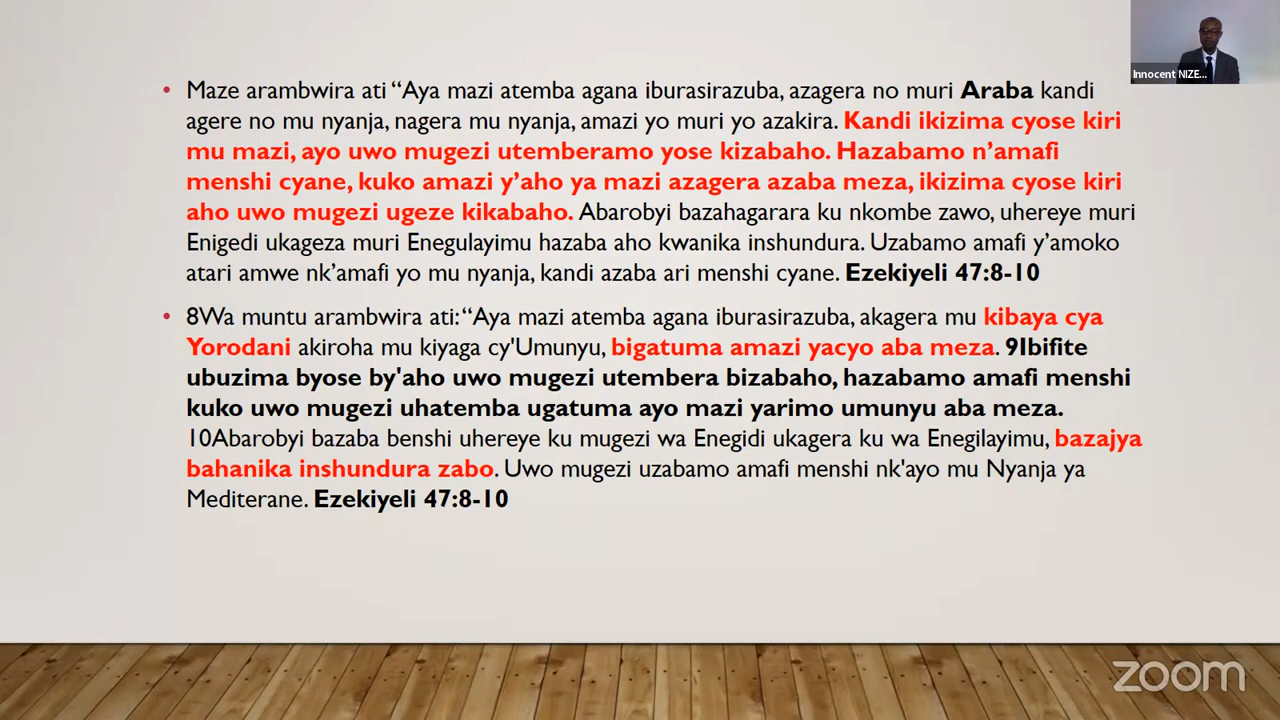 Innocent NIZE...
• Maze arambwira ati “Aya mazi atemba agana iburasirazuba, azagera no muri Araba kandi
agere no mu nyanja, nagera mu nyanja, amazi yo muri yo azakira. Kandi ikizima cyose kiri
mu mazi, ayo uwo mugezi utemberamo yose kizabaho. Hazabamo n’amafi
menshi cyane, kuko amazi y’aho ya mazi azagera azaba meza, ikizima cyose kiri
aho uwo mugezi ugeze kikabaho. Abarobyi bazahagarara ku nkombe zawo, uhereye muri
Enigedi ukageza muri Enegulayimu hazaba aho kwanika inshundura. Uzabamo amafi y’amoko
atari amwe nk’amafi yo mu nyanja, kandi azaba ari menshi cyane. Ezekiyeli 47:8-10
• 8Wa muntu arambwira ati: “Aya mazi atemba agana iburasirazuba, akagera mu kibaya cya
Yorodani akiroha mu kiyaga cy'Umunyu, bigatuma amazi yacyo aba meza. 9Ibifite
ubuzima byose by'aho uwo mugezi utembera bizabaho, hazabamo amafi menshi
kuko uwo mugezi uhatemba ugatuma ayo mazi yarimo umunyu aba meza.
10Abarobyi bazaba benshi uhereye ku mugezi wa Enegidi ukagera ku wa Enegilayimu, bazajya
bahanika inshundura zabo. Uwo mugezi uzabamo amafi menshi nk'ayo mu Nyanja ya
Mediterane. Ezekiyeli 47:8-10
zoom